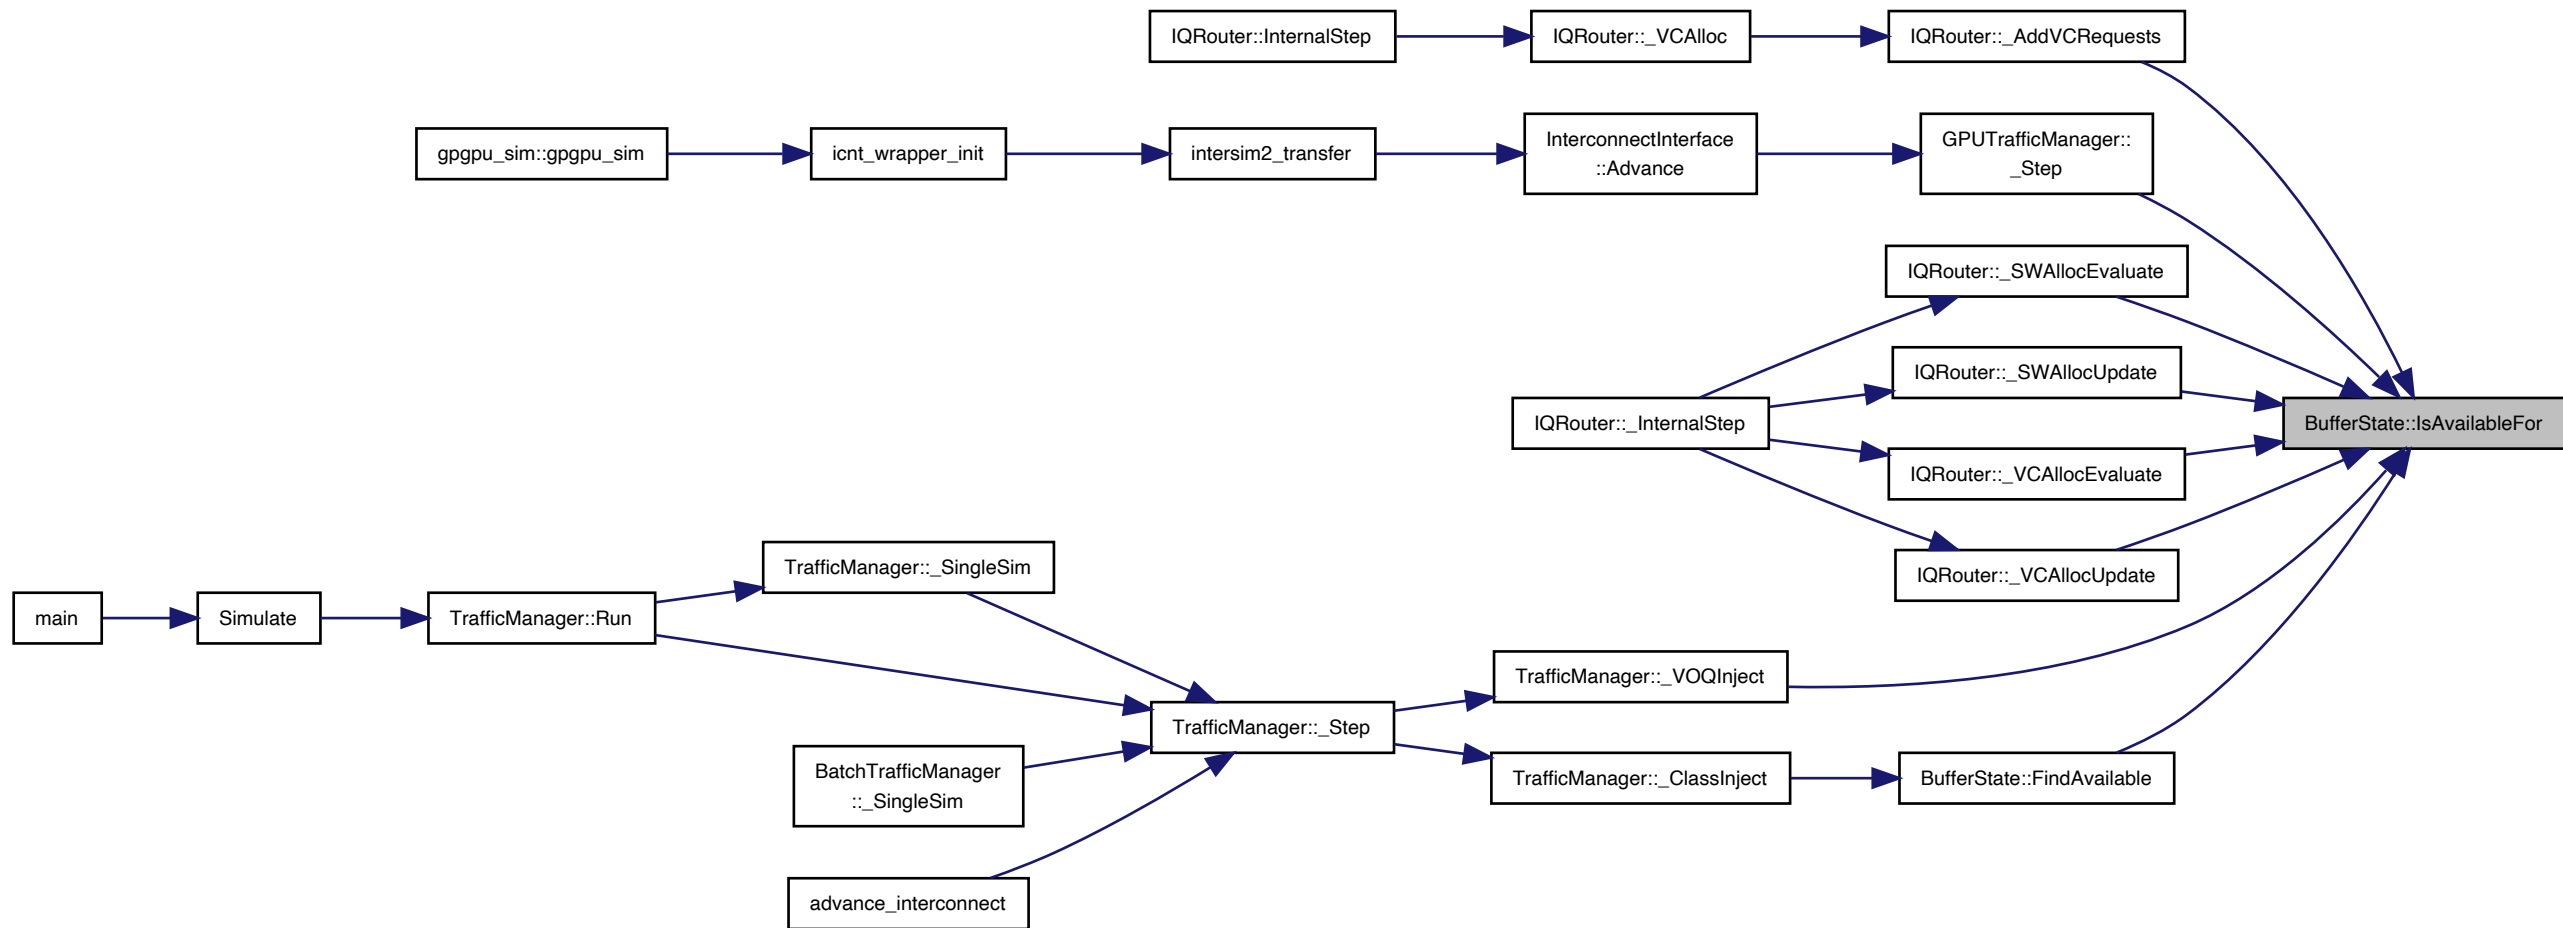 IQRouter::InternalStep
IQRouter::_VCAlloc
IQRouter::_AddVCRequests
gpgpu_sim::gpgpu_sim
icnt_wrapper_init
intersim2_transfer
InterconnectInterface
::Advance
GPUTrafficManager::
_Step
IQRouter::_SWAllocEvaluate
IQRouter::_SWAllocUpdate
IQRouter::_InternalStep
BufferState::IsAvailableFor
IQRouter::_VCAllocEvaluate
IQRouter::_VCAllocUpdate
TrafficManager::_SingleSim
main
Simulate
TrafficManager::Run
TrafficManager::_VOQInject
TrafficManager::_Step
BatchTrafficManager
::_SingleSim
TrafficManager::_ClassInject
BufferState::FindAvailable
advance_interconnect